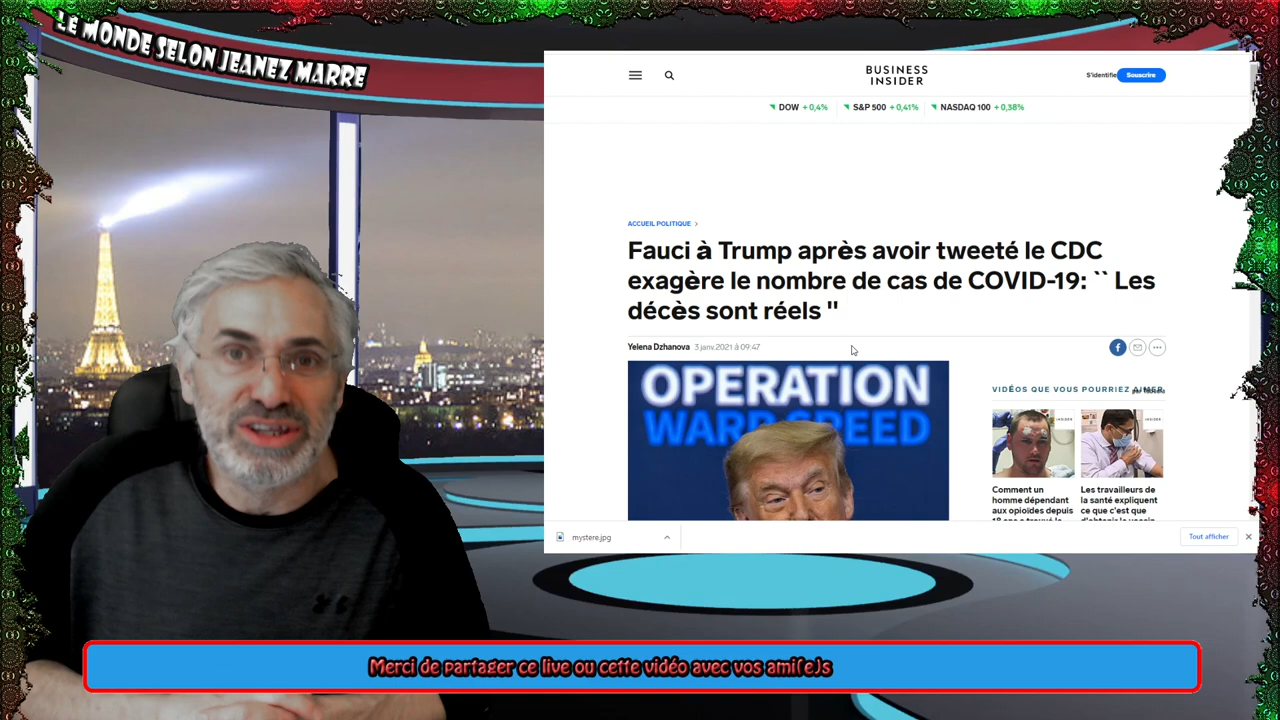 LE MONDE SELON JEANEZ MARRE
BUSINESS
INSIDER
S'identifie
Souscrire
DOW +0,4%
S&P 500 +0,41%
NASDAQ 100 +0,38%
ACCUEIL POLITIQUE >
Fauci à Trump après avoir tweeté le CDC
exagère le nombre de cas de COVID-19: `` Les
décès sont réels "
Yelena Dzhanova 3 janv.2021 à 09:47
OPERATION
WARP SPEED
VIDÉOS QUE VOUS POURRIEZ AIMER
INSIDER
INSIDER
Comment un
homme dépendant
aux opioïdes depuis
Les travailleurs de
la santé expliquent
ce que c'est que
mystere.jpg
Tout afficher
Merci de partager ce live ou cette vidéo avec vos ami(e)s